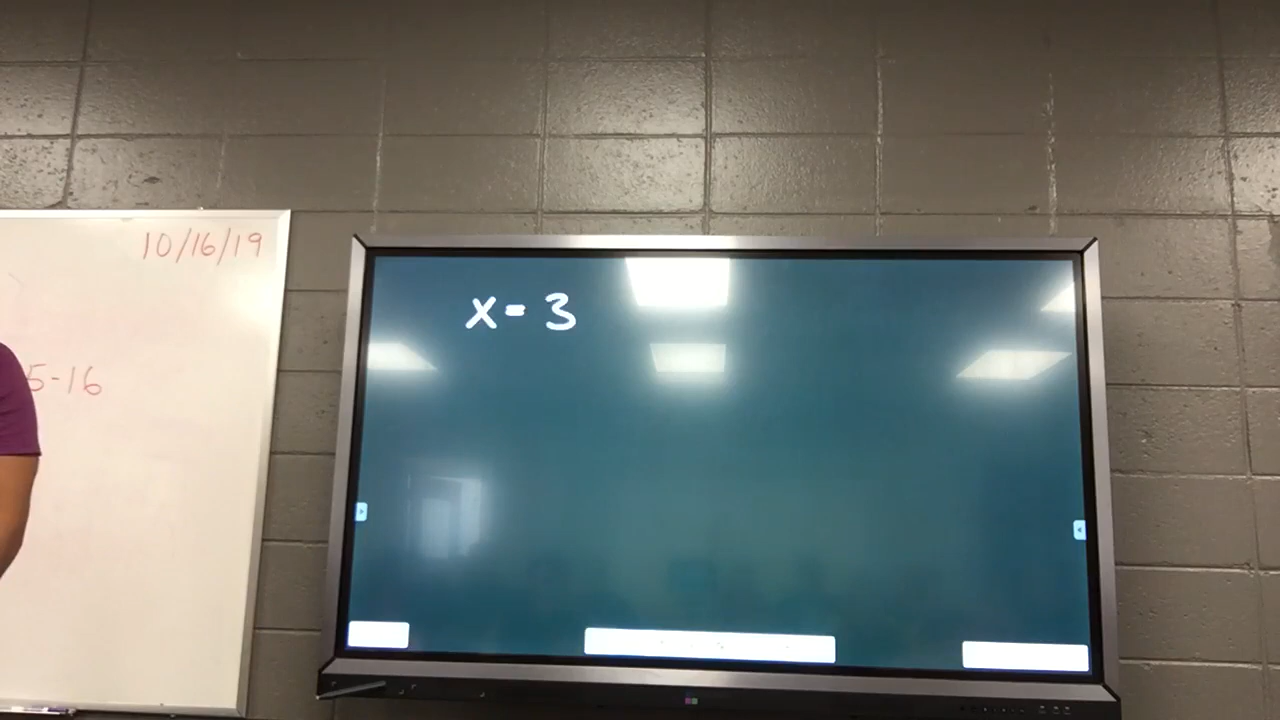 10/16/19
5-16
x = 3